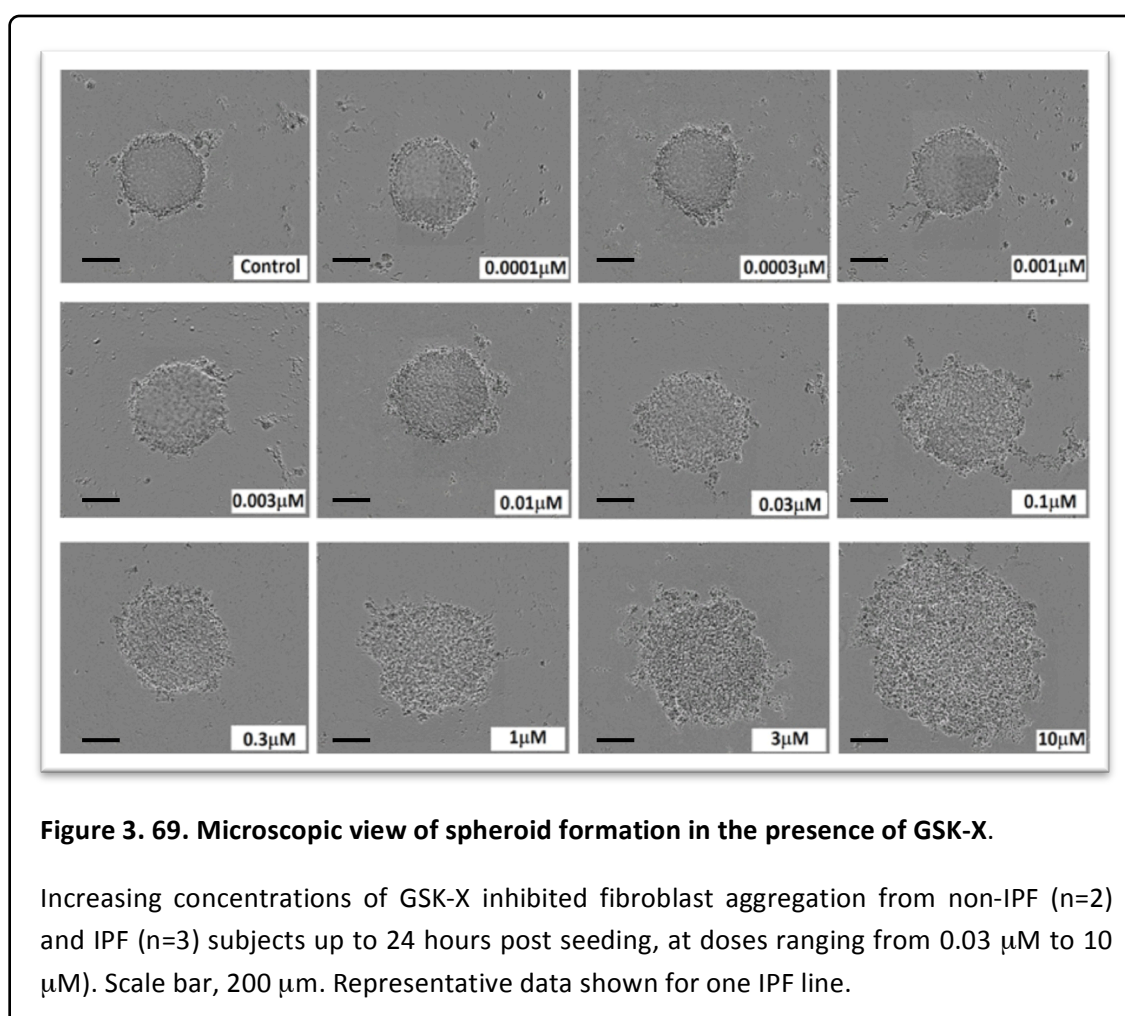 Control
0.0001μM
0.0003μM
0.001μM
0.003μM
0.01μM
0.03μM
0.1μM
0.3μM
1μM
3μM
10μM
Figure 3. 69. Microscopic view of spheroid formation in the presence of GSK-X.
Increasing concentrations of GSK-X inhibited fibroblast aggregation from non-IPF (n=2)
and IPF (n=3) subjects up to 24 hours post seeding, at doses ranging from 0.03 μM to 10
μM). Scale bar, 200 μm. Representative data shown for one IPF line.